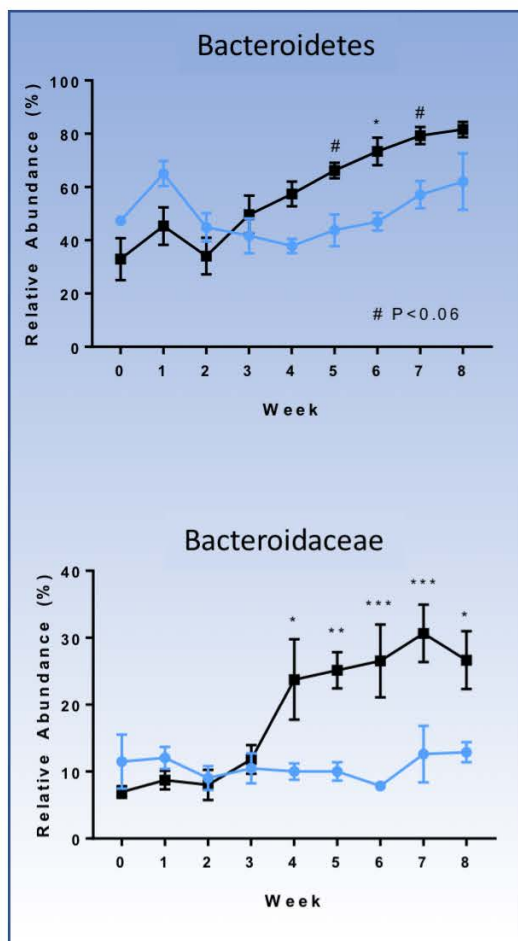 Bacteroidetes
Relative Abundance (%)
100
80
60
40
20
0
#
*
#
# P<0.06
0 1 2 3 4 5 6 7 8
Week
Bacteroidaceae
Relative Abundance (%)
40
30
20
10
0
*
**
***
***
*
0 1 2 3 4 5 6 7 8
Week